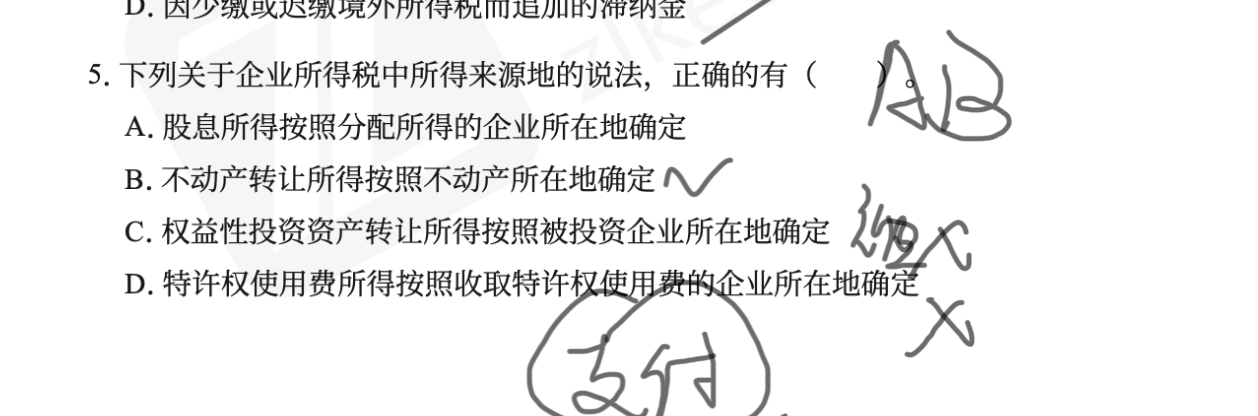 D. 因少缴或迟缴境外所得税而追加的滞纳金
5. 下列关于企业所得税中所得来源地的说法，正确的有（　　）。
AB
A. 股息所得按照分配所得的企业所在地确定
B. 不动产转让所得按照不动产所在地确定 ✓
C. 权益性投资资产转让所得按照被投资企业所在地确定
X
D. 特许权使用费所得按照收取特许权使用费的企业所在地确定
X
支付